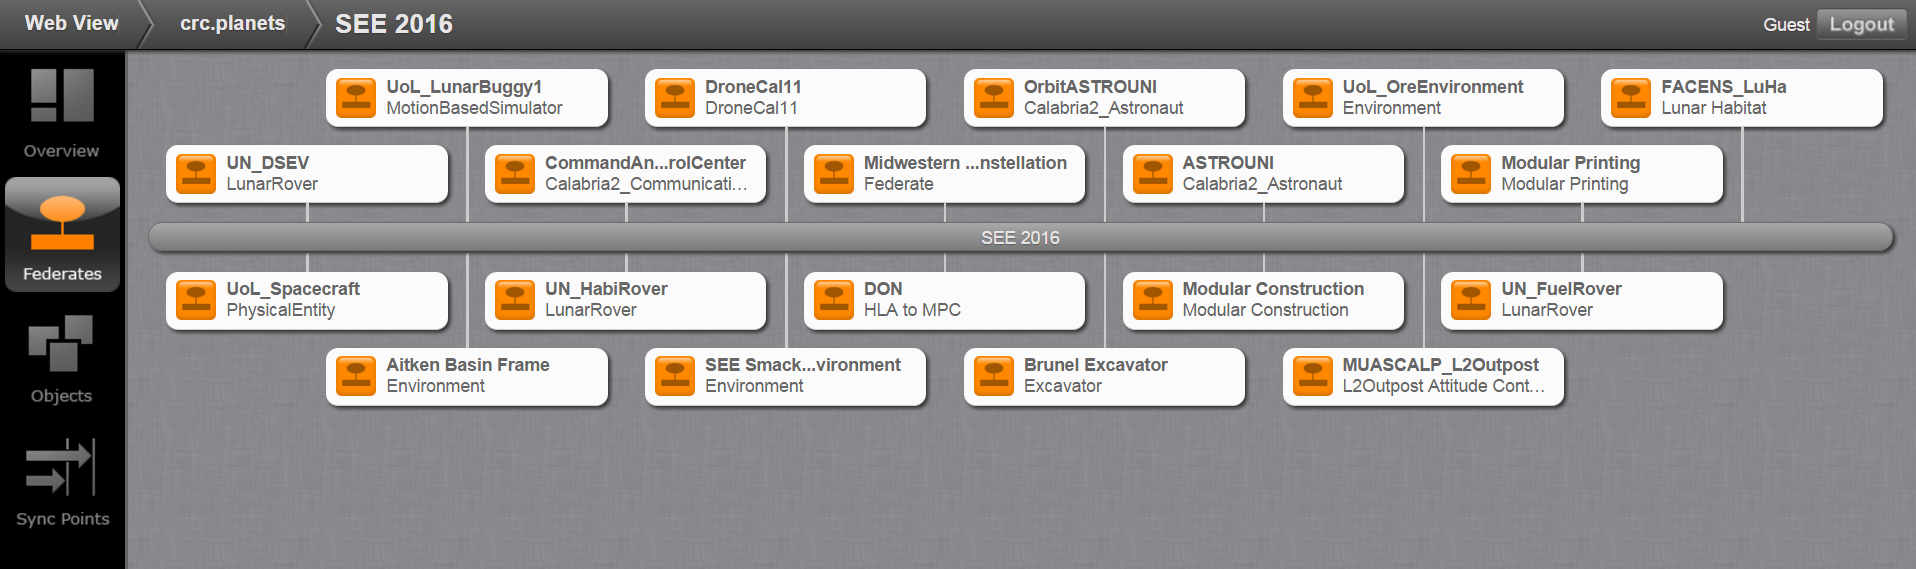 Web View
crc.planets
SEE 2016
Guest
Logout
Overview
Federates
Objects
Sync Points
UoL_LunarBuggy1
MotionBasedSimulator
DroneCal11
DroneCal11
OrbitASTROUNI
Calabria2_Astronaut
UoL_OreEnvironment
Environment
FACENS_LuHa
Lunar Habitat
UN_DSEV
LunarRover
CommandAn...rolCenter
Calabria2_Communicati...
Midwestern ...nstellation
Federate
ASTROUNI
Calabria2_Astronaut
Modular Printing
Modular Printing
SEE 2016
UoL_Spacecraft
PhysicalEntity
UN_HabiRover
LunarRover
DON
HLA to MPC
Modular Construction
Modular Construction
UN_FuelRover
LunarRover
Aitken Basin Frame
Environment
SEE Smack...vironment
Environment
Brunel Excavator
Excavator
MUASCALP_L2Outpost
L2Outpost Attitude Cont...